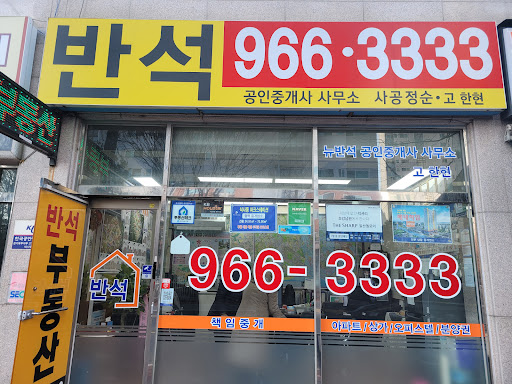 반석 966·3333
공인중개사 사무소 사공정순·고 한현
부동산
뉴반석 공인중개사 사무소
고 한현
반석 부동산
반석
966-3333
책임중개
아파트/상가/오피스텔/분양권